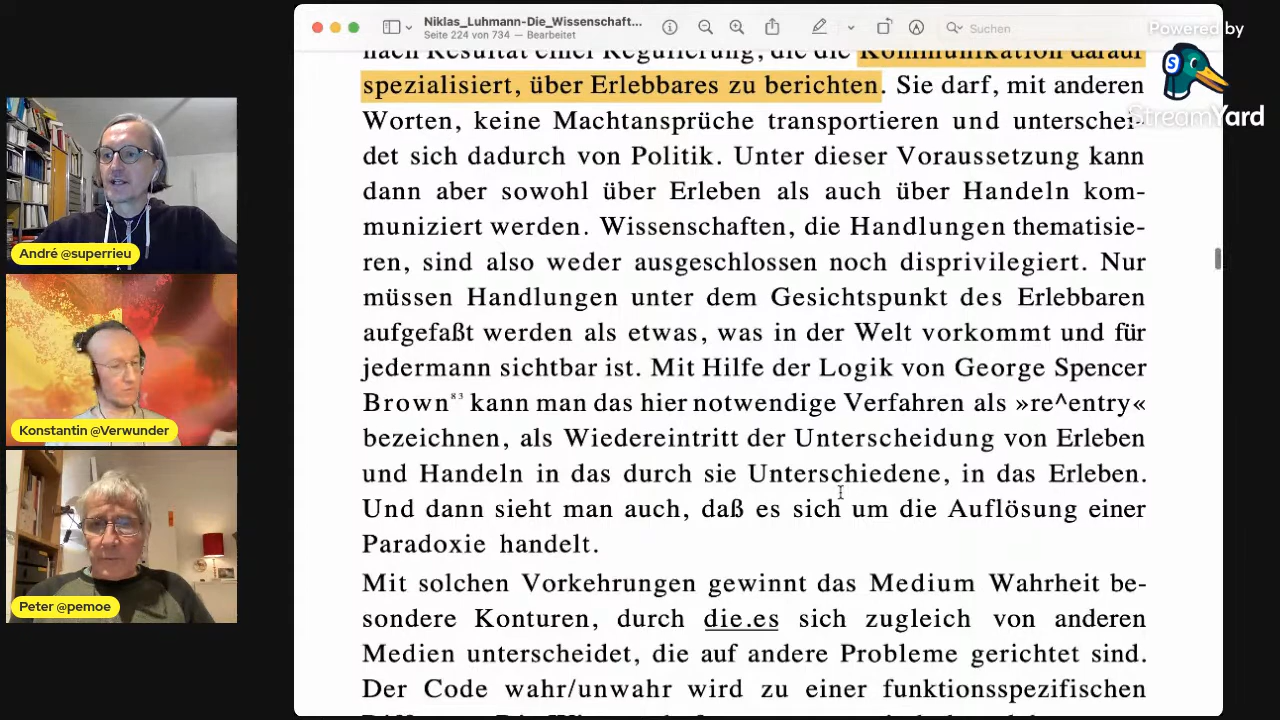 Niklas_Luhmann-Die_Wissenschaft...
Seite 224 von 734 – Bearbeitet
Suchen
Powered by
StreamYard
nach Resultat einer Regulierung, die die Kommunikation darauf
spezialisiert, über Erlebbares zu berichten. Sie darf, mit anderen
Worten, keine Machtansprüche transportieren und unterschei-
det sich dadurch von Politik. Unter dieser Voraussetzung kann
dann aber sowohl über Erleben als auch über Handeln kom-
muniziert werden. Wissenschaften, die Handlungen thematisie-
ren, sind also weder ausgeschlossen noch disprivilegiert. Nur
müssen Handlungen unter dem Gesichtspunkt des Erlebbaren
aufgefaßt werden als etwas, was in der Welt vorkommt und für
jedermann sichtbar ist. Mit Hilfe der Logik von George Spencer
Brown⁸³ kann man das hier notwendige Verfahren als »re^entry«
bezeichnen, als Wiedereintritt der Unterscheidung von Erleben
und Handeln in das durch sie Unterschiedene, in das Erleben.
Und dann sieht man auch, daß es sich um die Auflösung einer
Paradoxie handelt.
Mit solchen Vorkehrungen gewinnt das Medium Wahrheit be-
sondere Konturen, durch die.es sich zugleich von anderen
Medien unterscheidet, die auf andere Probleme gerichtet sind.
Der Code wahr/unwahr wird zu einer funktionsspezifischen
André @superrieu
Konstantin @Verwunder
Peter @pemoe